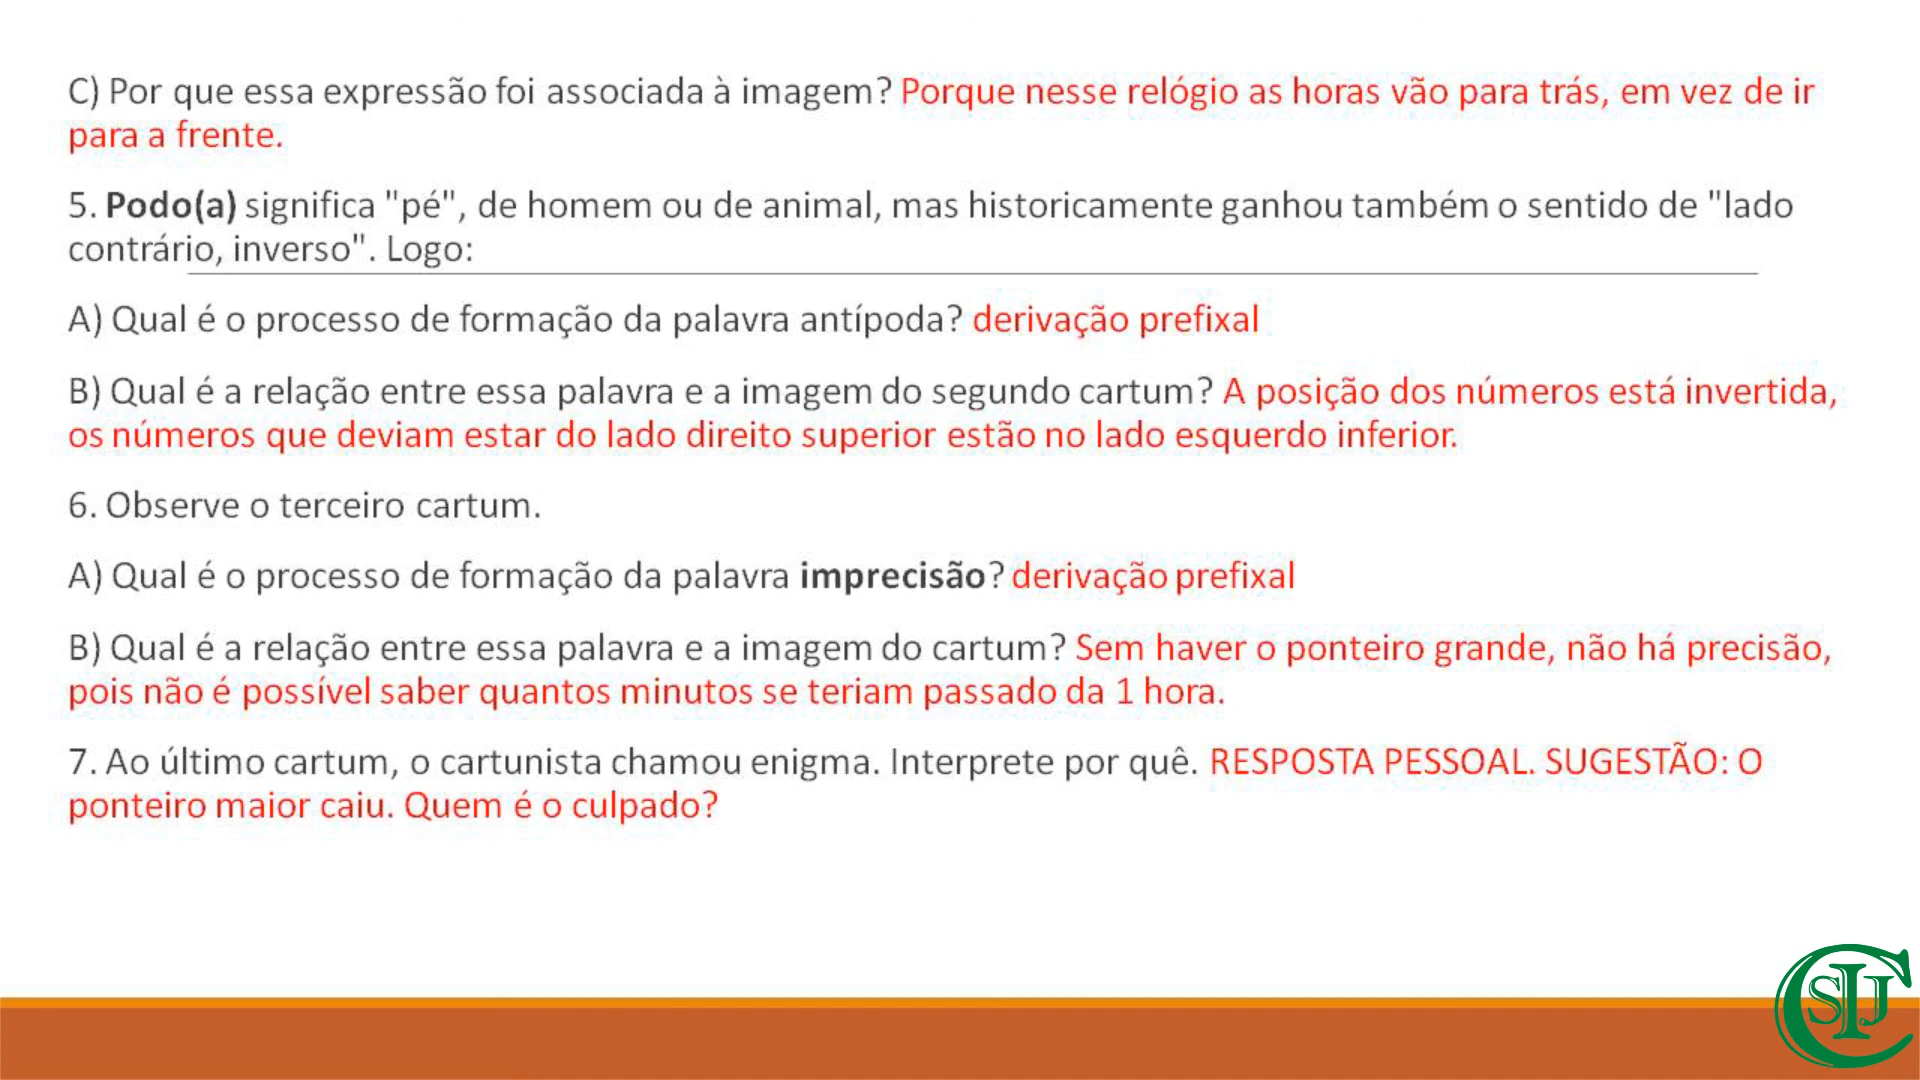 C) Por que essa expressão foi associada à imagem? Porque nesse relógio as horas vão para trás, em vez de ir
para a frente.
5. Podo(a) significa "pé", de homem ou de animal, mas historicamente ganhou também o sentido de "lado
contrário, inverso". Logo:
A) Qual é o processo de formação da palavra antípoda? derivação prefixal
B) Qual é a relação entre essa palavra e a imagem do segundo cartum? A posição dos números está invertida,
os números que deviam estar do lado direito superior estão no lado esquerdo inferior.
6. Observe o terceiro cartum.
A) Qual é o processo de formação da palavra imprecisão? derivação prefixal
B) Qual é a relação entre essa palavra e a imagem do cartum? Sem haver o ponteiro grande, não há precisão,
pois não é possível saber quantos minutos se teriam passado da 1 hora.
7. Ao último cartum, o cartunista chamou enigma. Interprete por quê. RESPOSTA PESSOAL. SUGESTÃO: O
ponteiro maior caiu. Quem é o culpado?